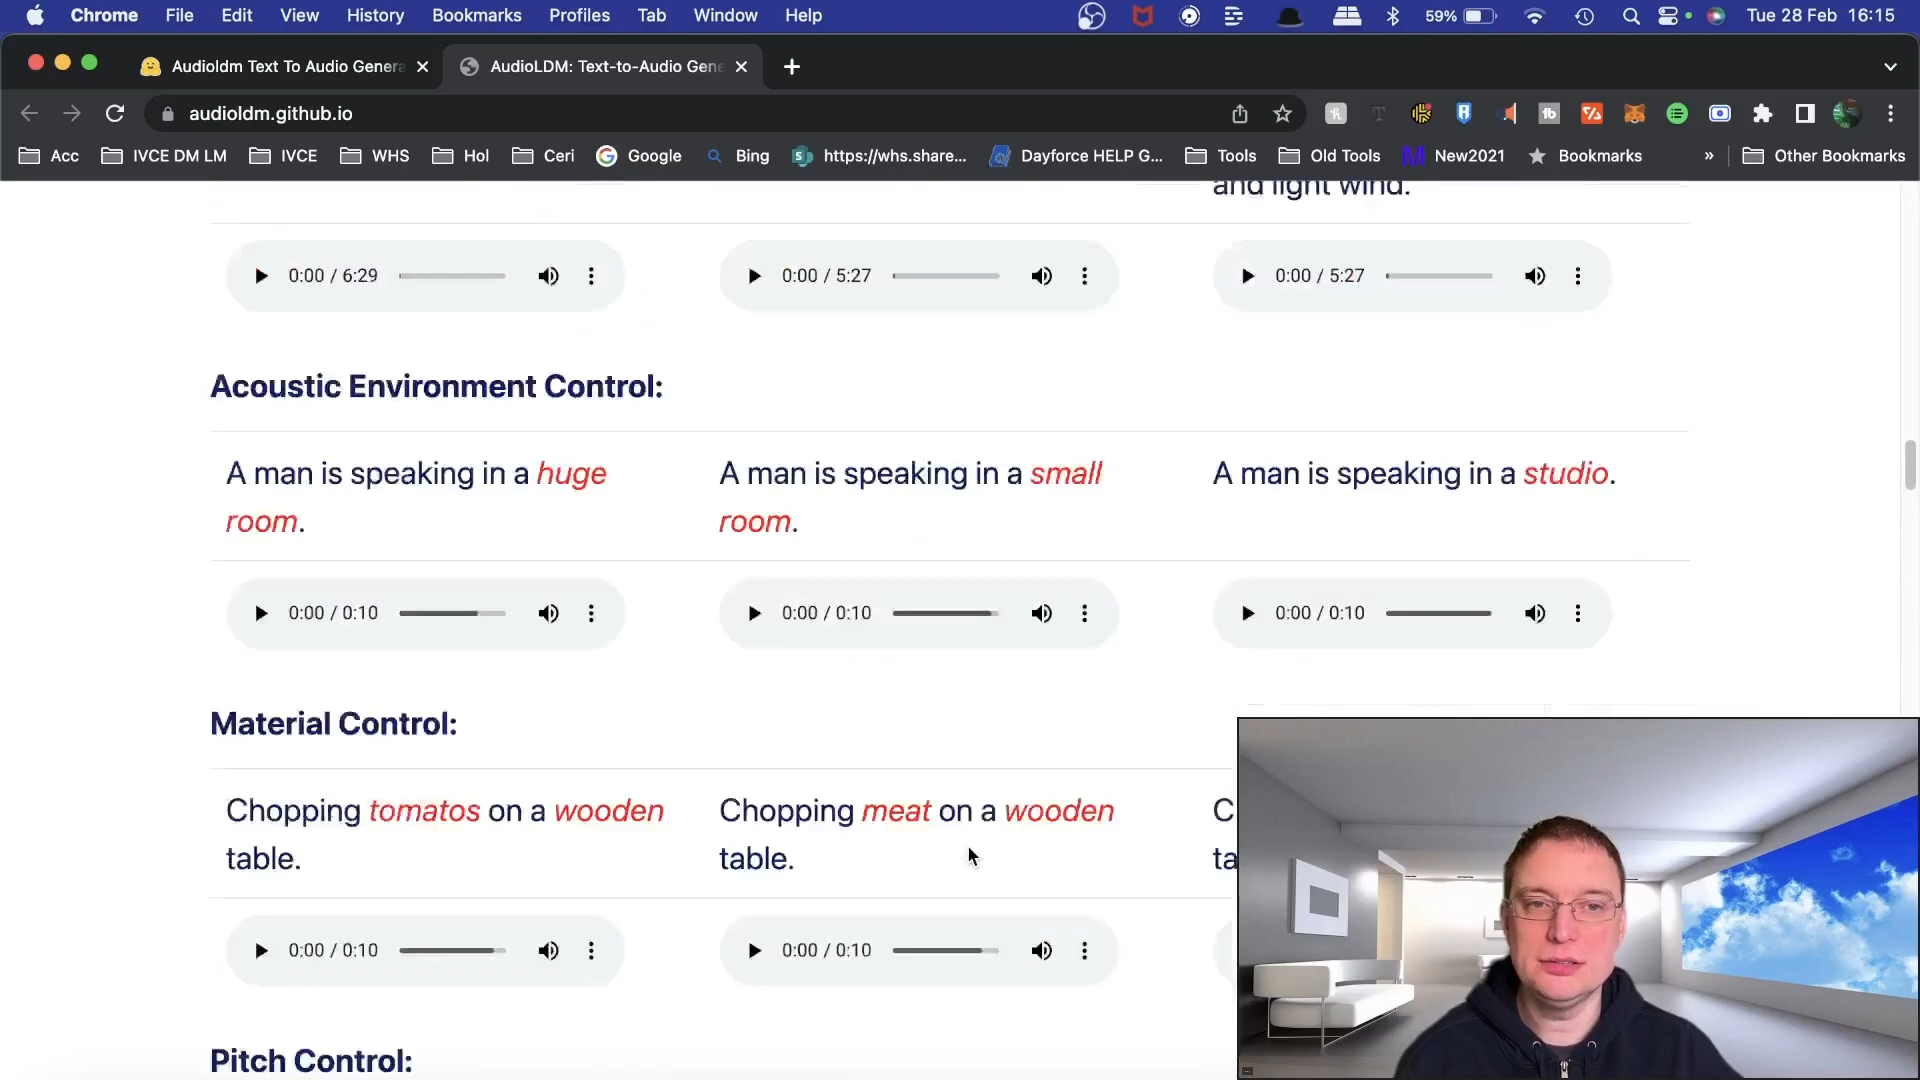 Chrome File Edit View History Bookmarks Profiles Tab Window Help 59% Tue 28 Feb 16:15
Audioldm Text To Audio Genera AudioLDM: Text-to-Audio Gene
audioldm.github.io
Acc IVCE DM LM IVCE WHS Hol Ceri Google Bing https://whs.share... Dayforce HELP G... Tools Old Tools New2021 Bookmarks » Other Bookmarks
and light wind.
0:00 / 6:29 0:00 / 5:27 0:00 / 5:27
Acoustic Environment Control:
A man is speaking in a huge room.
A man is speaking in a small room.
A man is speaking in a studio.
0:00 / 0:10 0:00 / 0:10 0:00 / 0:10
Material Control:
Chopping tomatos on a wooden table.
Chopping meat on a wooden table.
C
ta
0:00 / 0:10 0:00 / 0:10
Pitch Control: